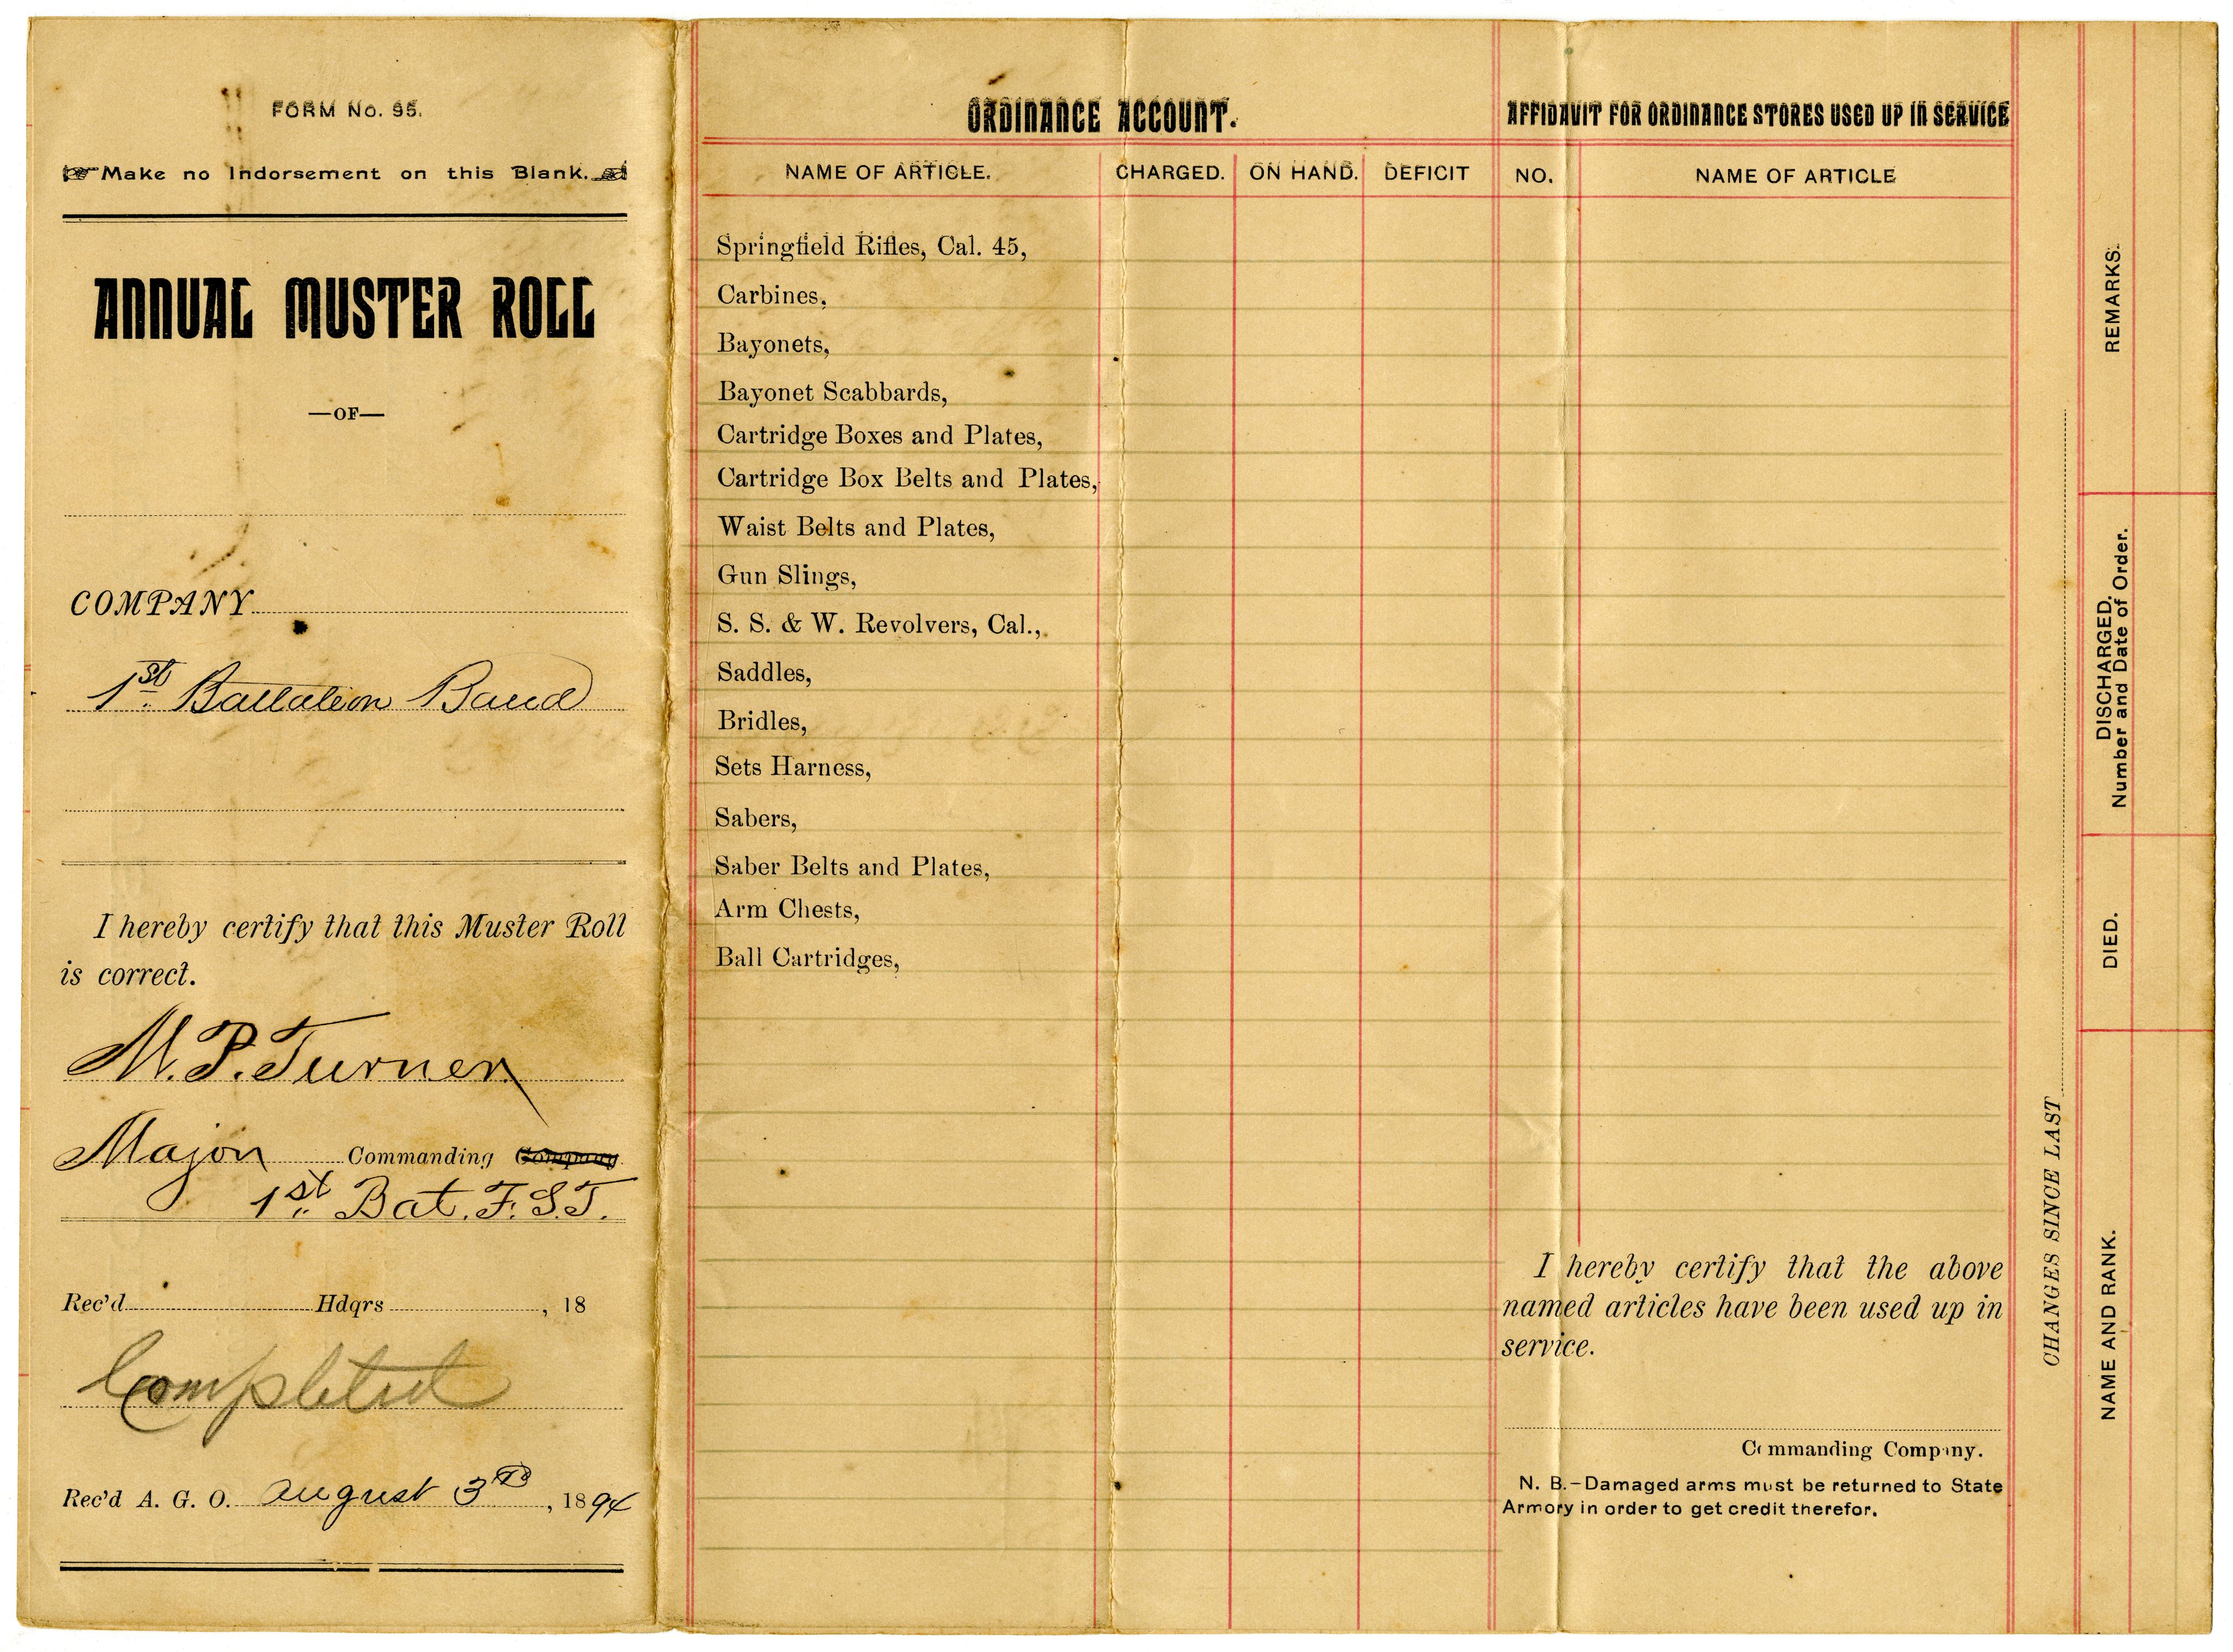 FORM No. 95.
Make no Indorsement on this Blank.
ANNUAL MUSTER ROLL
—OF—
COMPANY
1st. Battalion Band
I hereby certify that this Muster Roll
is correct.
M. P. Turner
Major Commanding Company
1st. Bat. F. S. T.
Rec'd Hdqrs , 18
Completed
Rec'd A. G. O. August 3rd, 1894
ORDINANCE ACCOUNT.
NAME OF ARTICLE. CHARGED. ON HAND. DEFICIT
Springfield Rifles, Cal. 45,
Carbines,
Bayonets,
Bayonet Scabbards,
Cartridge Boxes and Plates,
Cartridge Box Belts and Plates,
Waist Belts and Plates,
Gun Slings,
S. S. & W. Revolvers, Cal.,
Saddles,
Bridles,
Sets Harness,
Sabers,
Saber Belts and Plates,
Arm Chests,
Ball Cartridges,
AFFIDAVIT FOR ORDINANCE STORES USED UP IN SERVICE
NO. NAME OF ARTICLE
I hereby certify that the above
named articles have been used up in
service.
Commanding Company.
N. B.—Damaged arms must be returned to State
Armory in order to get credit therefor.
CHANGES SINCE LAST
NAME AND RANK.
DIED.
DISCHARGED.
Number and Date of Order.
REMARKS.